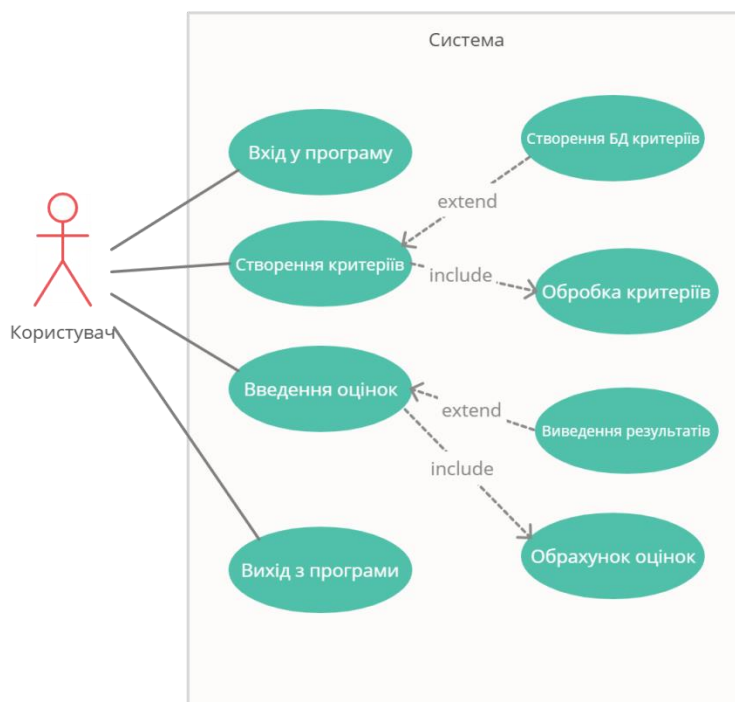 Система
Вхід у програму
Створення БД критеріїв
extend
Створення критеріїв
include
Обробка критеріїв
Користувач
Введення оцінок
extend
Виведення результатів
include
Обрахунок оцінок
Вихід з програми